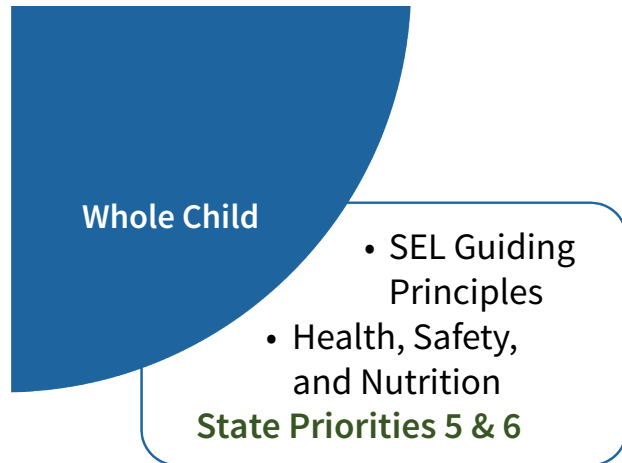 Whole Child
• SEL Guiding
Principles
• Health, Safety,
and Nutrition
State Priorities 5 & 6